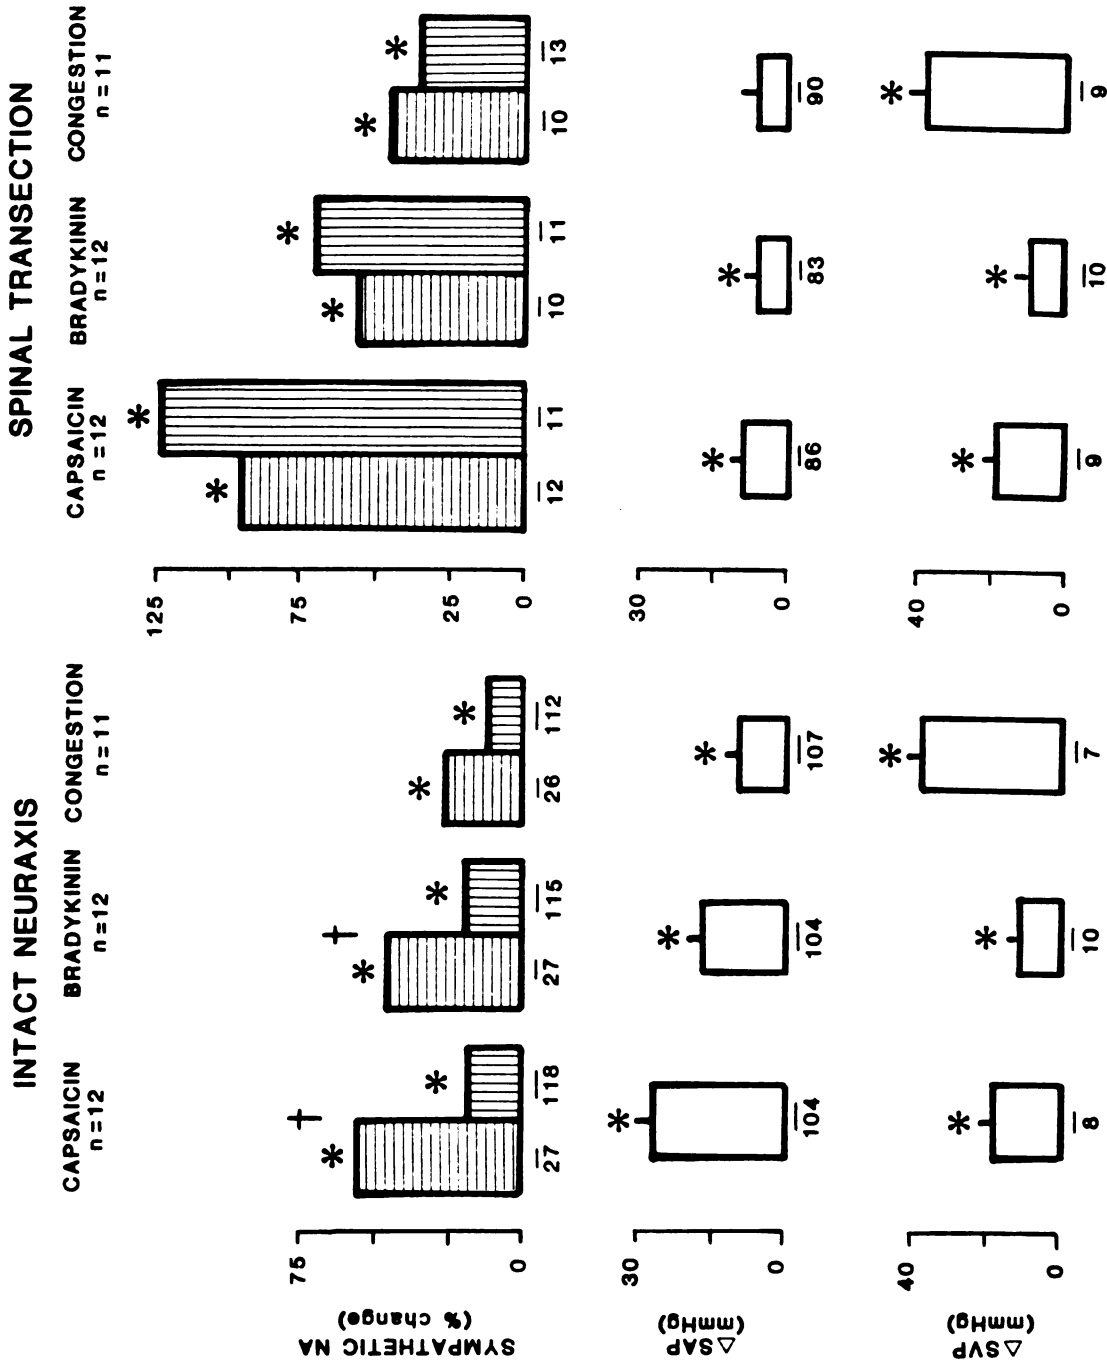 INTACT NEURAXIS
SPINAL TRANSECTION
CAPSAICIN
n=12
BRADYKININ
n=12
CONGESTION
n=11
CAPSAICIN
n=12
BRADYKININ
n=12
CONGESTION
n=11
SYMPATHETIC NA
(% change)
75
0
* † *
* † *
* *
27 118
27 115
26 112
125
75
25
0
* *
* *
* *
12 11
10 11
10 13
△SAP
(mmHg)
30
0
* * *
104 104 107
30
0
* *
86 83 90
△SVP
(mmHg)
40
0
* * *
8 10 7
40
0
* * *
9 10 9